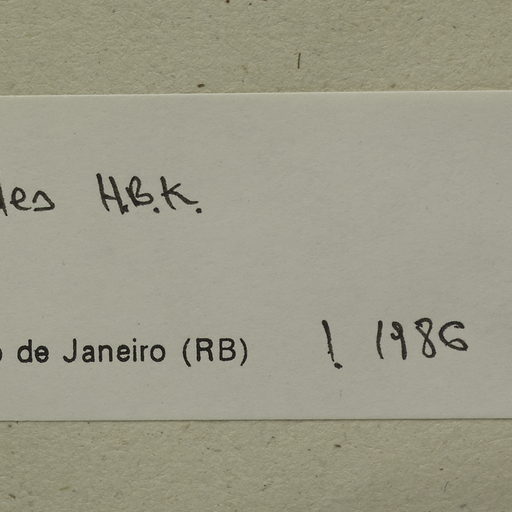 H.B.K.
de Janeiro (RB) ! 1986